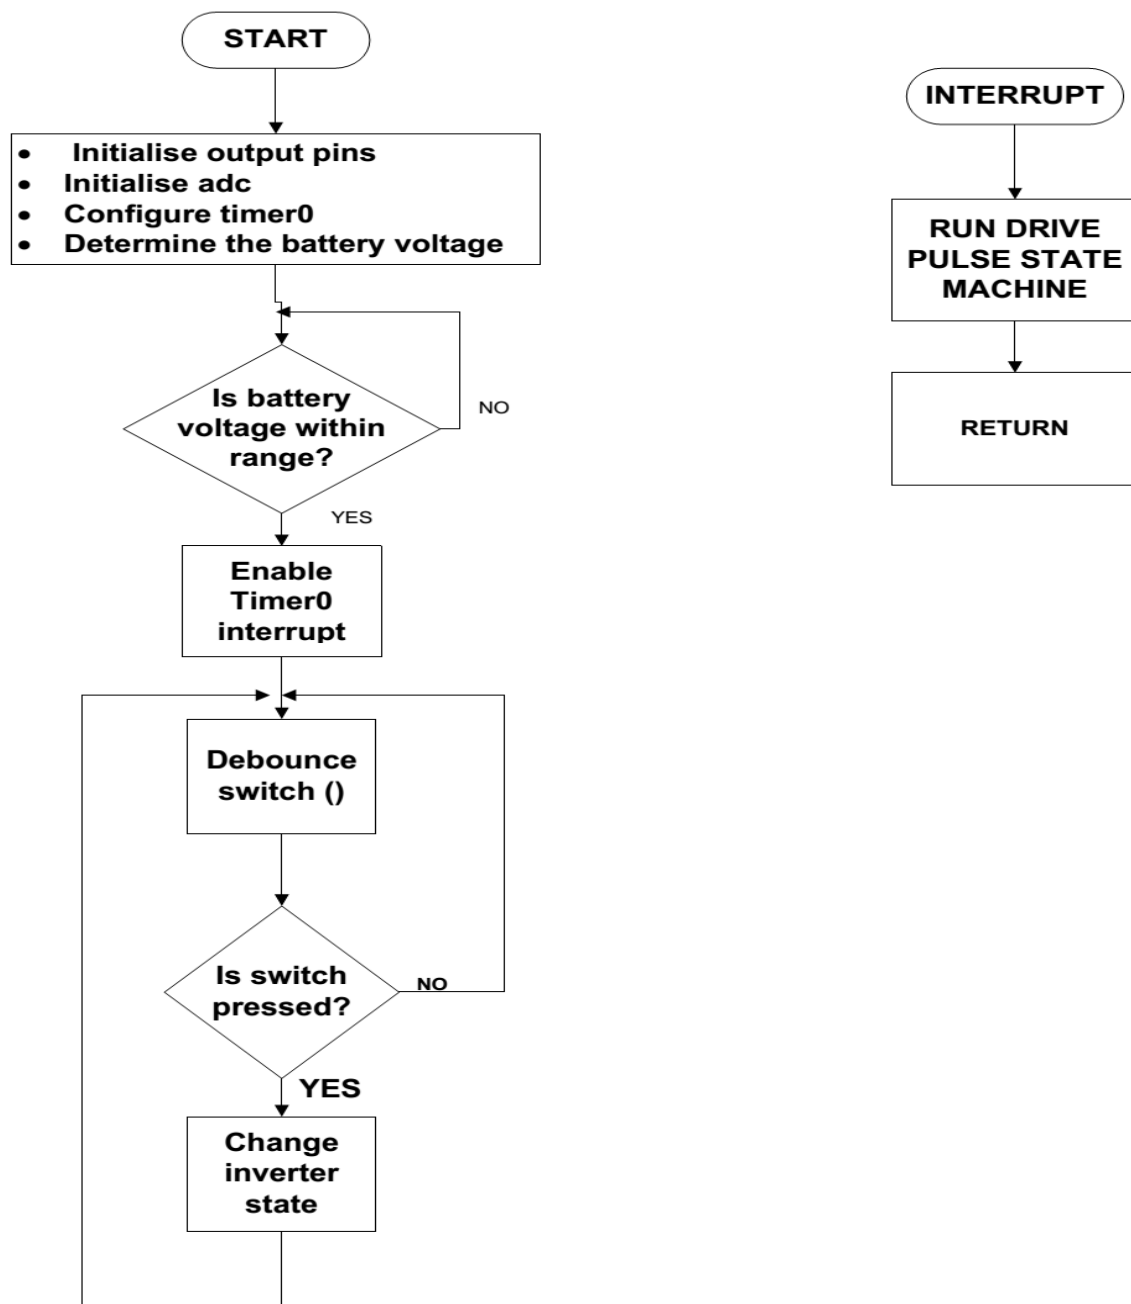 START
• Initialise output pins
• Initialise adc
• Configure timer0
• Determine the battery voltage
Is battery
voltage within
range?
NO
YES
Enable
Timer0
interrupt
Debounce
switch ()
Is switch
pressed?
NO
YES
Change
inverter
state
INTERRUPT
RUN DRIVE
PULSE STATE
MACHINE
RETURN